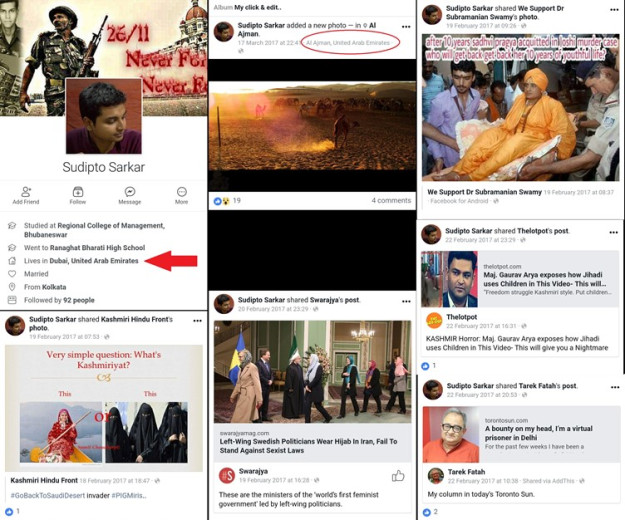 26/11
Never Fo
Never F
Red
Sudipto Sarkar
Add Friend
Follow
Message
More
Studied at Regional College of Management,
Bhubaneswar
Went to Ranaghat Bharati High School
Lives in Dubai, United Arab Emirates
Married
From Kolkata
Followed by 92 people
Sudipto Sarkar shared Kashmiri Hindu Front's
photo.
19 February 2017 at 07:53
Very simple question: What's
Kashmiriyat?
This
This
or
Kashmiri Hindu Front 18 February 2017 at 18:47
#GoBackToSaudiDesert invader #PIGMiris..
1
Album My click & edit..
Sudipto Sarkar added a new photo — in Al
Ajman.
17 March 2017 at 22:4
Al Ajman, United Arab Emirates
19
4 comments
Sudipto Sarkar shared Swarajya's post.
20 February 2017 at 23:29
swarajyamag.com
Left-Wing Swedish Politicians Wear Hijab In Iran, Fail To
Stand Against Sexist Laws
#S
Swarajya
19 February 2017 at 16:28
These are the ministers of the 'world's first feminist
government' led by left-wing politicians.
Sudipto Sarkar shared We Support Dr
Subramanian Swamy's photo.
19 February 2017 at 09:26
after 10 years sadhvi pragya acquitted in joshi murder case
who will get back get back her 10 years of youthful life?
We Support Dr Subramanian Swamy 19 February 2017 at 08:37
Facebook for Android
Sudipto Sarkar shared Thelotpot's post.
22 February 2017 at 23:29
thelotpot.com
Maj. Gaurav Arya exposes how Jihadi
uses Children in This Video- This will...
"Freedom struggle Kashmiri style. Put children...
Thelotpot
22 February 2017 at 16:31
KASHMIR Horror: Maj. Gaurav Arya exposes how Jihadi
uses Children in This Video- This will give you a Nightmare
1
Sudipto Sarkar shared Tarek Fatah's post.
22 February 2017 at 20:53
torontosun.com
A bounty on my head, I'm a virtual
prisoner in Delhi
For the past few weeks I have been a
Tarek Fatah
22 February 2017 at 10:38 · Shared via AddThis
My column in today's Toronto Sun.
2